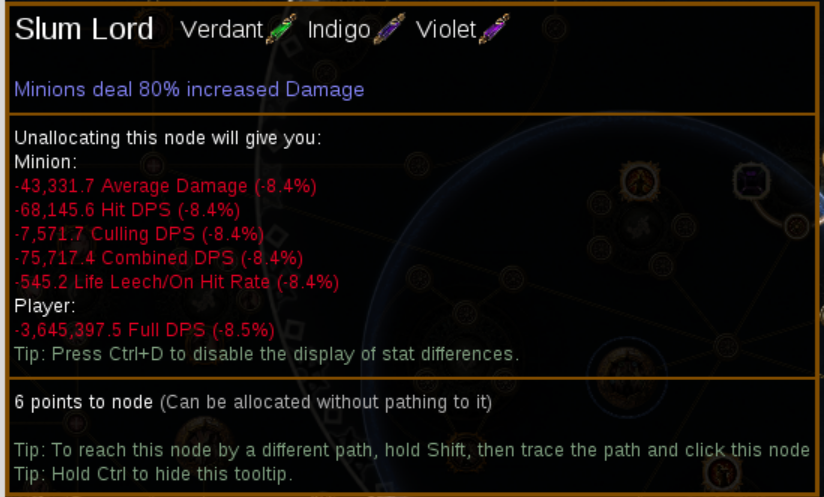 Slum Lord Verdant Indigo Violet
Minions deal 80% increased Damage
Unallocating this node will give you:
Minion:
-43,331.7 Average Damage (-8.4%)
-68,145.6 Hit DPS (-8.4%)
-7,571.7 Culling DPS (-8.4%)
-75,717.4 Combined DPS (-8.4%)
-545.2 Life Leech/On Hit Rate (-8.4%)
Player:
-3,645,397.5 Full DPS (-8.5%)
Tip: Press Ctrl+D to disable the display of stat differences.
6 points to node (Can be allocated without pathing to it)
Tip: To reach this node by a different path, hold Shift, then trace the path and click this node
Tip: Hold Ctrl to hide this tooltip.